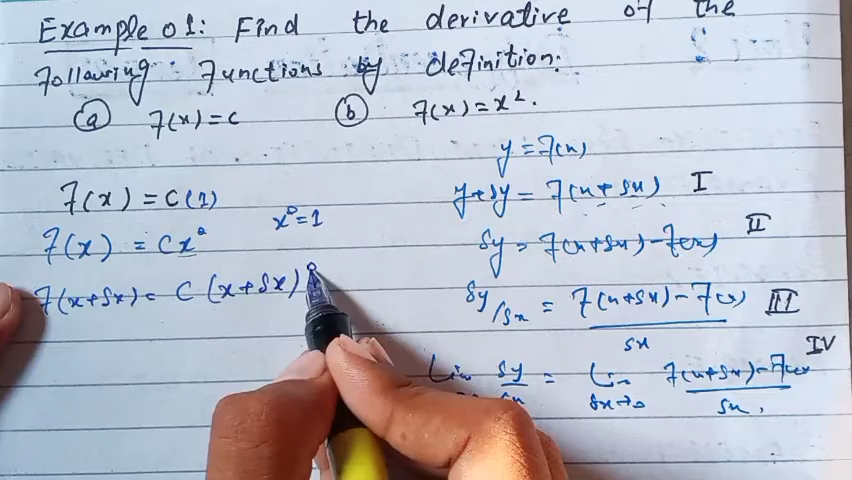 Example 01: Find the derivative of the
Following Functions by definition:
(a) F(x) = c (b) F(x) = x².
F(x) = c(1)
F(x) = cx⁰ x⁰ = 1
F(x+δx) = c(x+δx)⁰
y = F(x)
y+δy = F(x+δx) I
δy = F(x+δx) - F(x) II
δy/δx = F(x+δx) - F(x) / δx III
Lim δy/δx = Lim δx→0 F(x+δx) - F(x) / δx. IV